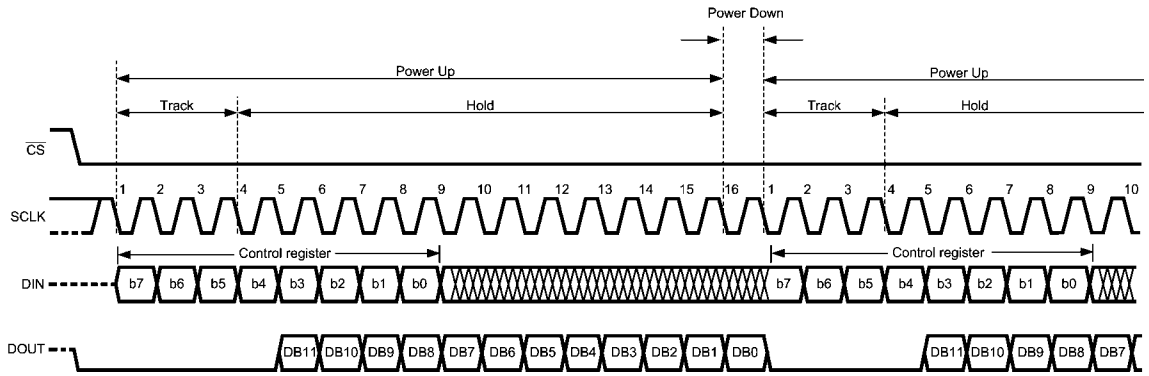 Power Down
Power Up
Power Up
Track
Hold
Track
Hold
CS
1 2 3 4 5 6 7 8 9 10 11 12 13 14 15 16 1 2 3 4 5 6 7 8 9 10
SCLK
Control register
Control register
DIN b7 b6 b5 b4 b3 b2 b1 b0 b7 b6 b5 b4 b3 b2 b1 b0
DOUT DB11 DB10 DB9 DB8 DB7 DB6 DB5 DB4 DB3 DB2 DB1 DB0 DB11 DB10 DB9 DB8 DB7